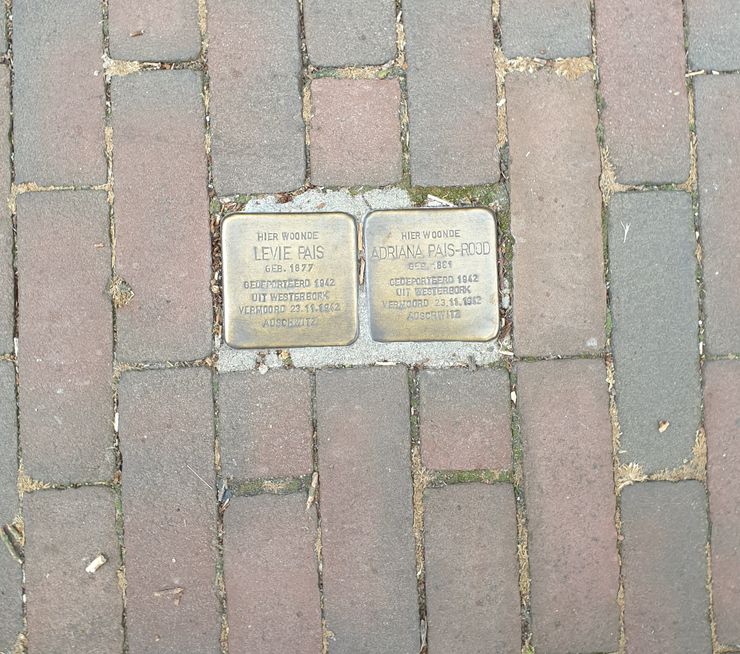 HIER WOONDE
LEVIE PAIS
GEB. 1877
GEDEPORTEERD 1942
UIT WESTERBORK
VERMOORD 23.11.1942
AUSCHWITZ
HIER WOONDE
ADRIANA PAIS-ROOD
GEB.
GEDEPORTEERD 1942
UIT WESTERBORK
VERMOORD 23.11.1942
AUSCHWITZ